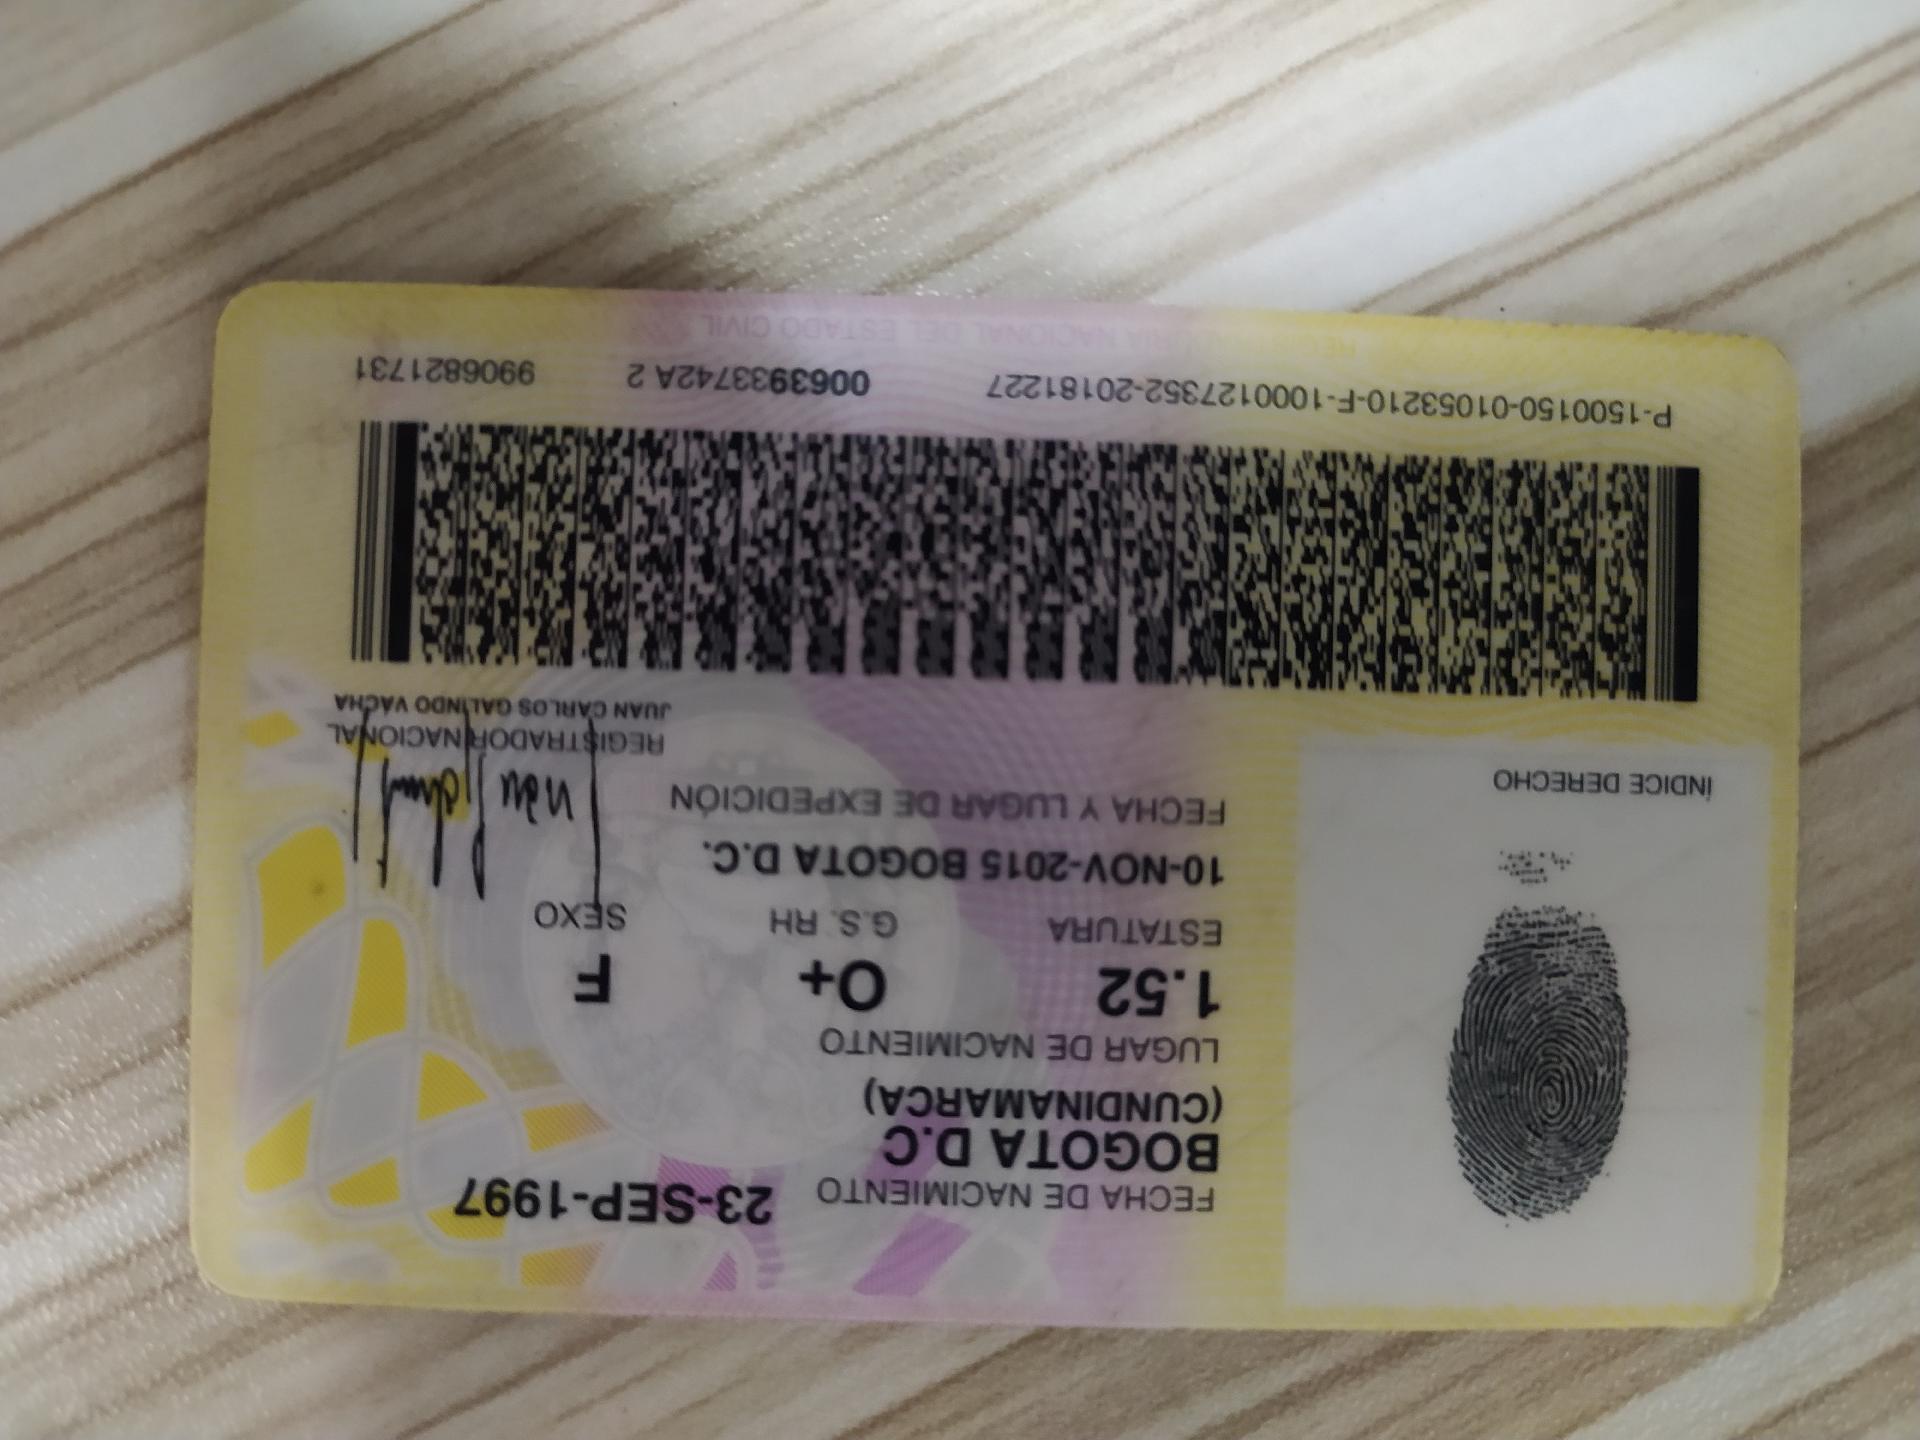 FECHA DE NACIMIENTO 23-SEP-1997
BOGOTA D.C
(CUNDINAMARCA)
LUGAR DE NACIMIENTO
1.52 O+ F
ESTATURA G.S. RH SEXO
10-NOV-2015 BOGOTA D.C.
FECHA Y LUGAR DE EXPEDICIÓN
ÍNDICE DERECHO
REGISTRADOR NACIONAL
JUAN CARLOS GALINDO VACHA
P-1500150-01053210-F-1000127352-20181227 0063933742A 2 9906821731
REGISTRADURIA NACIONAL DEL ESTADO CIVIL